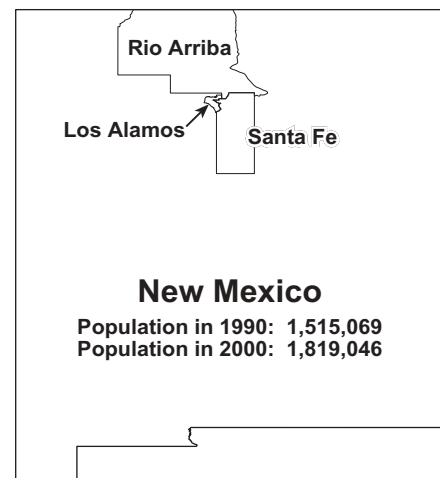 Rio Arriba
Los Alamos
Santa Fe
New Mexico
Population in 1990: 1,515,069
Population in 2000: 1,819,046